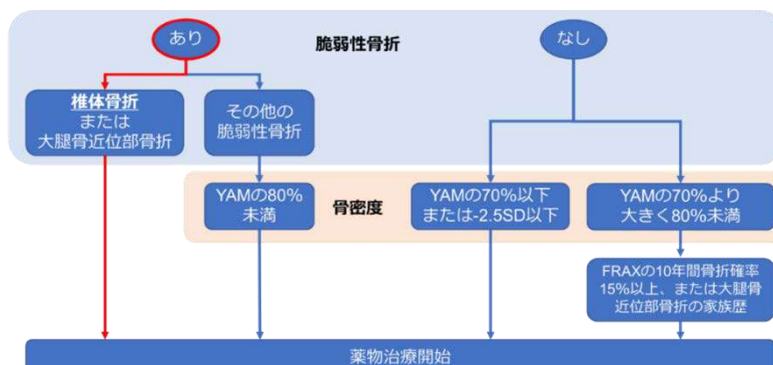 あり
脆弱性骨折
なし
椎体骨折
または
大腿骨近位部骨折
その他の
脆弱性骨折
YAMの80%
未満
骨密度
YAMの70%以下
または-2.5SD以下
YAMの70%より
大きく80%未満
FRAXの10年間骨折確率
15%以上、または大腿骨
近位部骨折の家族歴
薬物治療開始